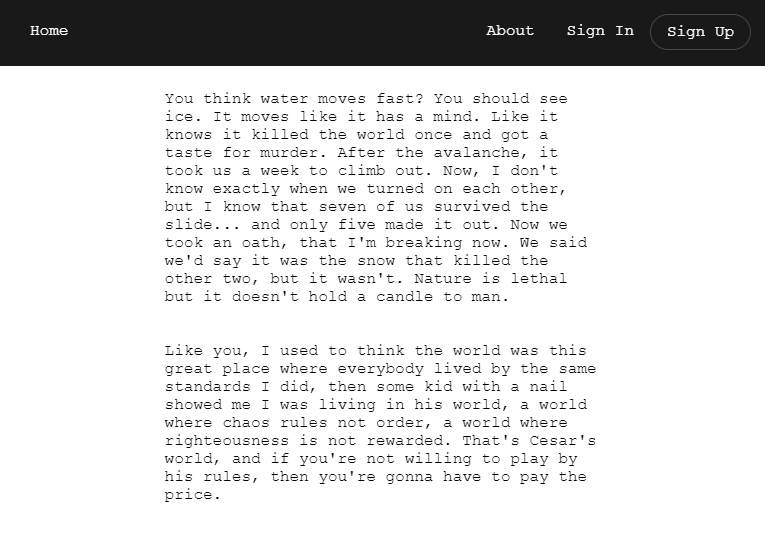 Home
About
Sign In
Sign Up
You think water moves fast? You should see
ice. It moves like it has a mind. Like it
knows it killed the world once and got a
taste for murder. After the avalanche, it
took us a week to climb out. Now, I don't
know exactly when we turned on each other,
but I know that seven of us survived the
slide... and only five made it out. Now we
took an oath, that I'm breaking now. We said
we'd say it was the snow that killed the
other two, but it wasn't. Nature is lethal
but it doesn't hold a candle to man.
Like you, I used to think the world was this
great place where everybody lived by the same
standards I did, then some kid with a nail
showed me I was living in his world, a world
where chaos rules not order, a world where
righteousness is not rewarded. That's Cesar's
world, and if you're not willing to play by
his rules, then you're gonna have to pay the
price.